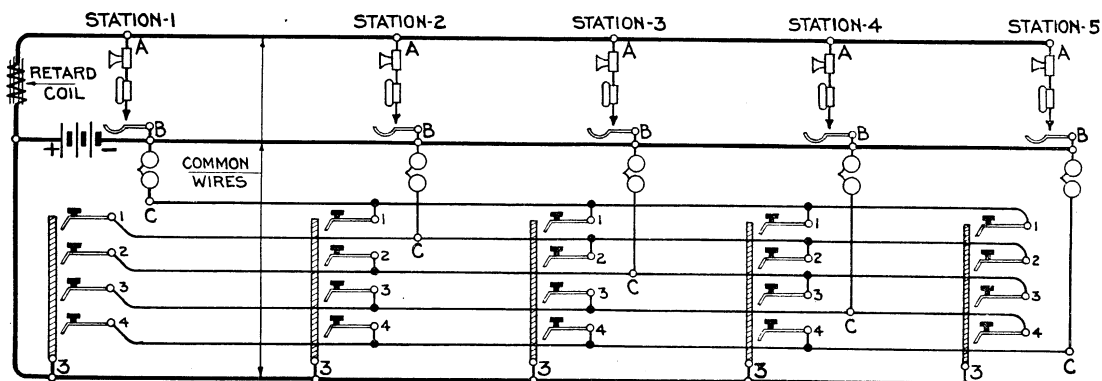 STATION-1 STATION-2 STATION-3 STATION-4 STATION-5
A A A A A
RETARD
COIL
B B B B B
+ -
COMMON
WIRES
C
1 1 1 1 1
C
2 2 2 2 2
C
3 3 3 3 3
C
4 4 4 4 4
C
3 3 3 3 3